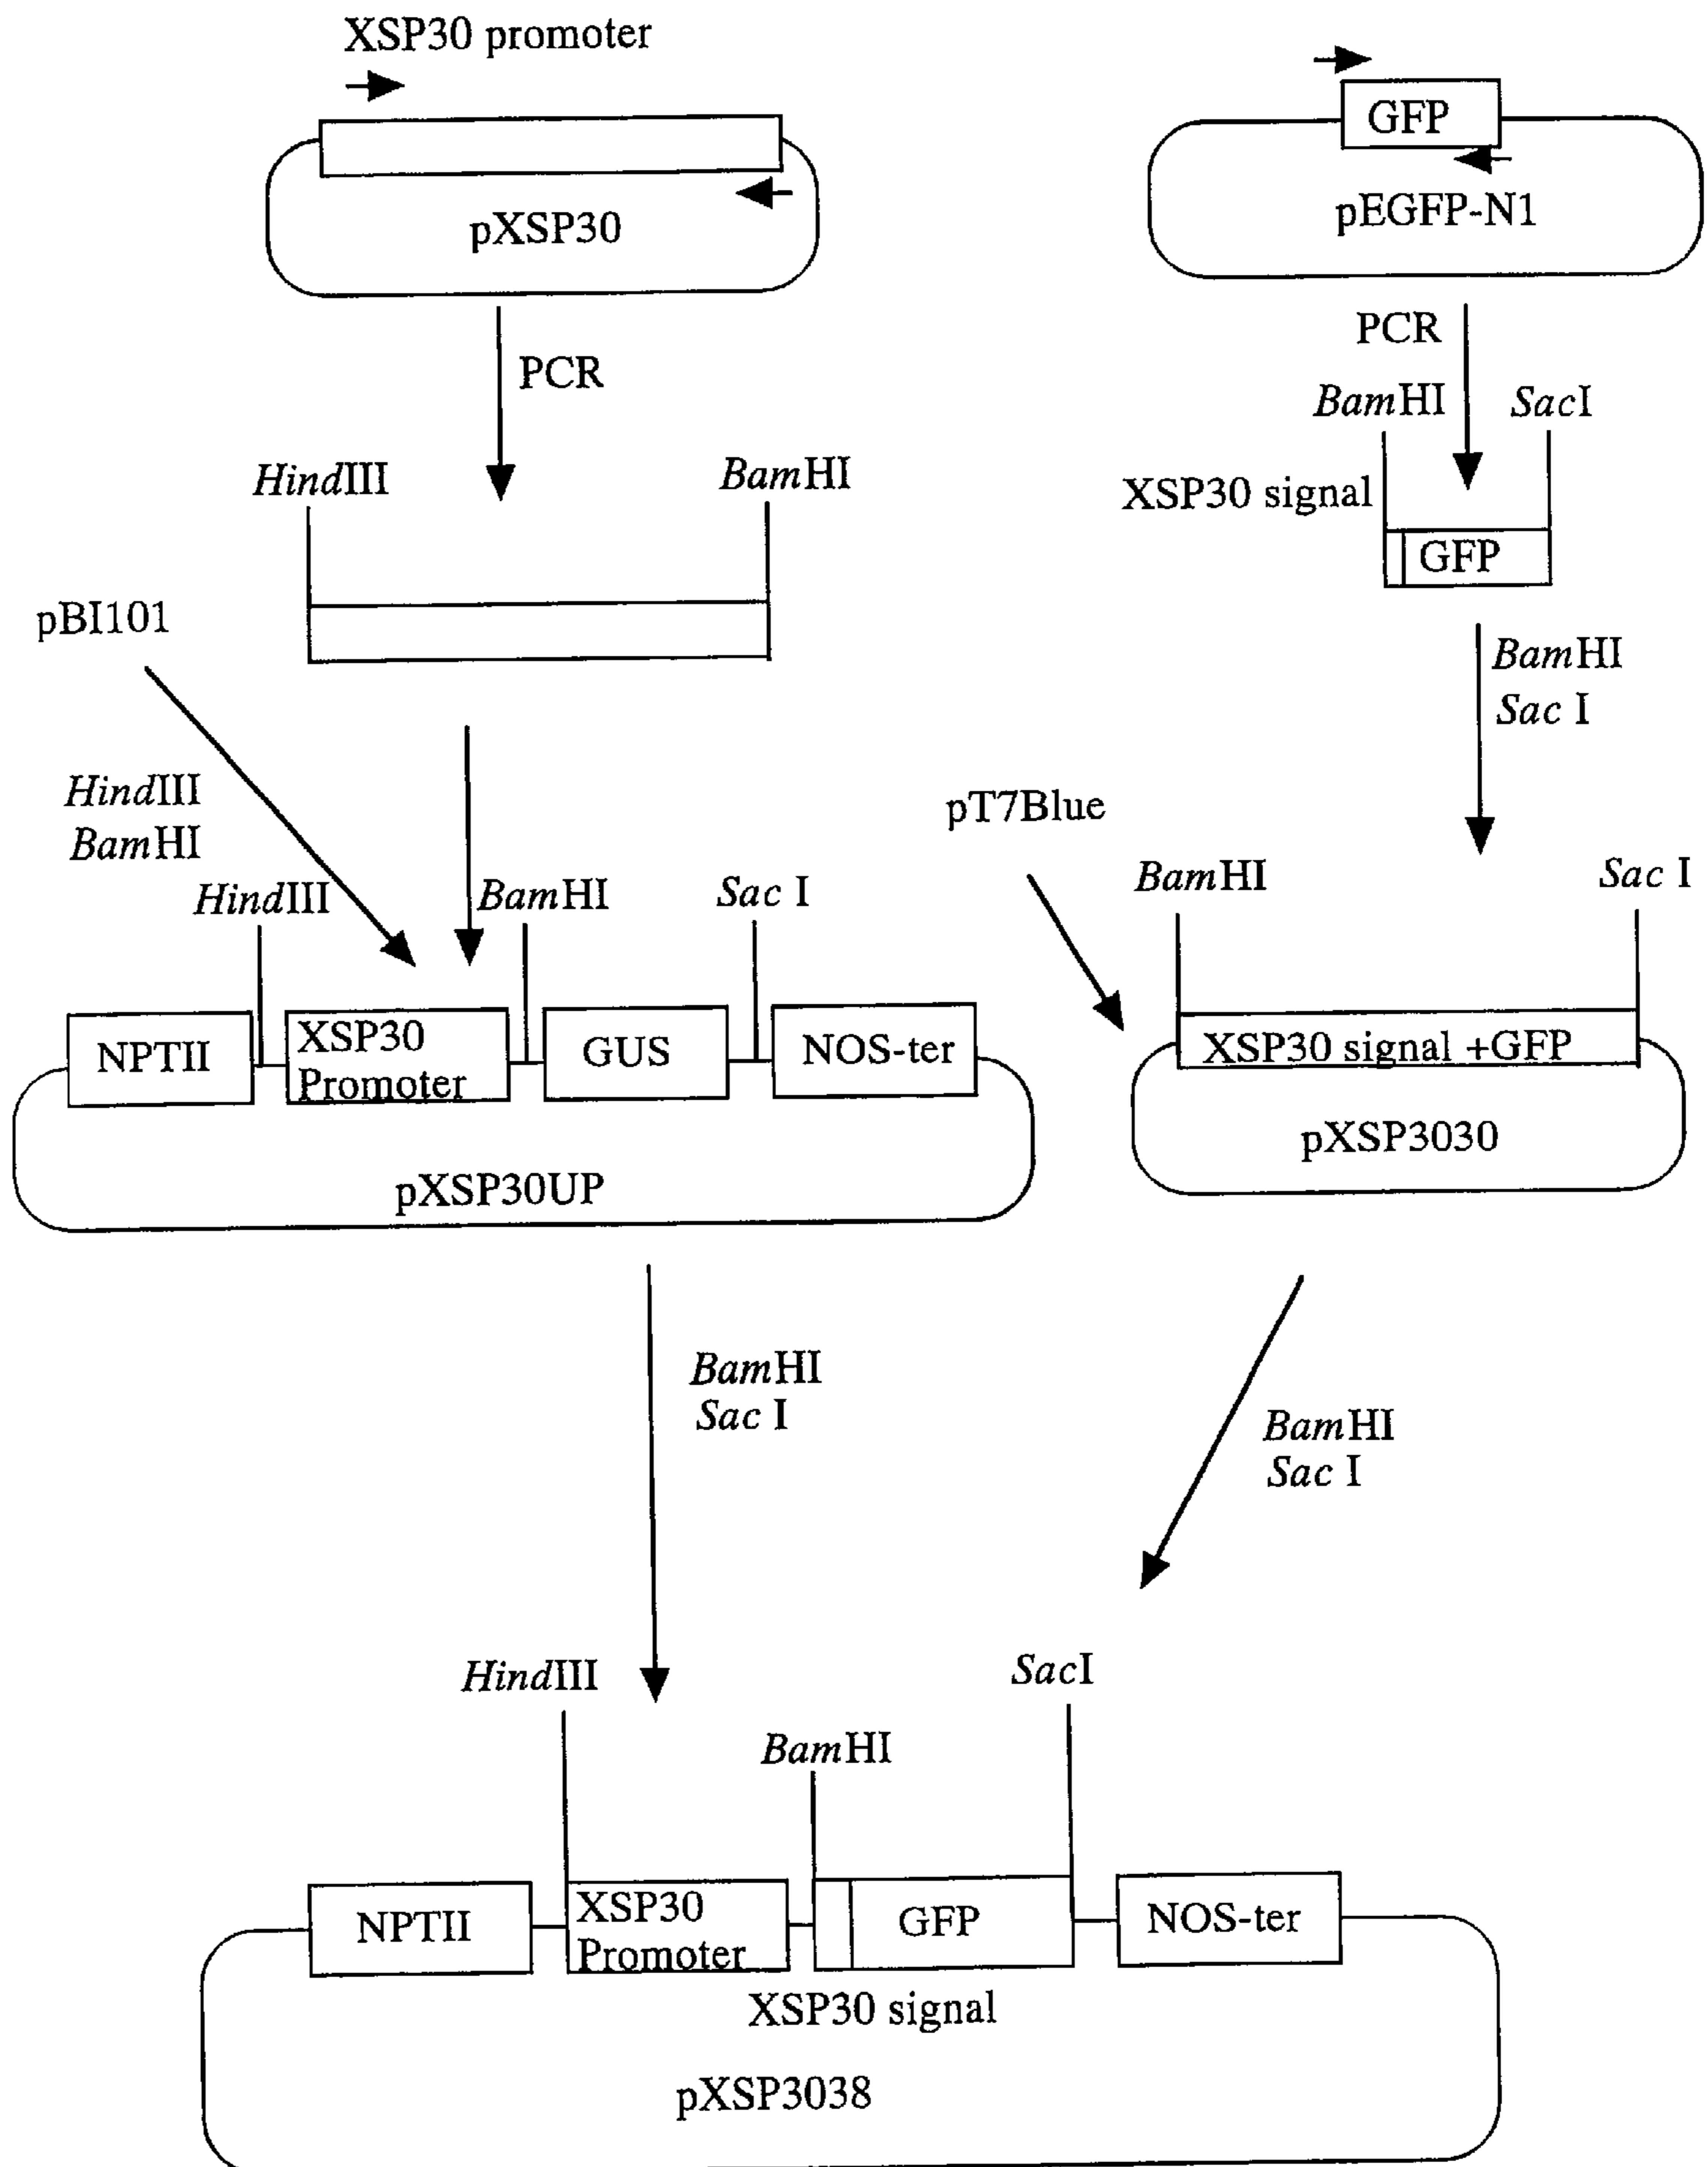 XSP30 promoter
GFP
pXSP30
pEGFP-N1
PCR
PCR
BamHI
SacI
HindIII
BamHI
XSP30 signal
GFP
pBI101
BamHI
Sac I
HindIII
BamHI
pT7Blue
HindIII
BamHI
Sac I
BamHI
Sac I
NPTII
XSP30
Promoter
GUS
NOS-ter
XSP30 signal +GFP
pXSP30UP
pXSP3030
BamHI
Sac I
BamHI
Sac I
HindIII
SacI
BamHI
NPTII
XSP30
Promoter
GFP
NOS-ter
XSP30 signal
pXSP3038